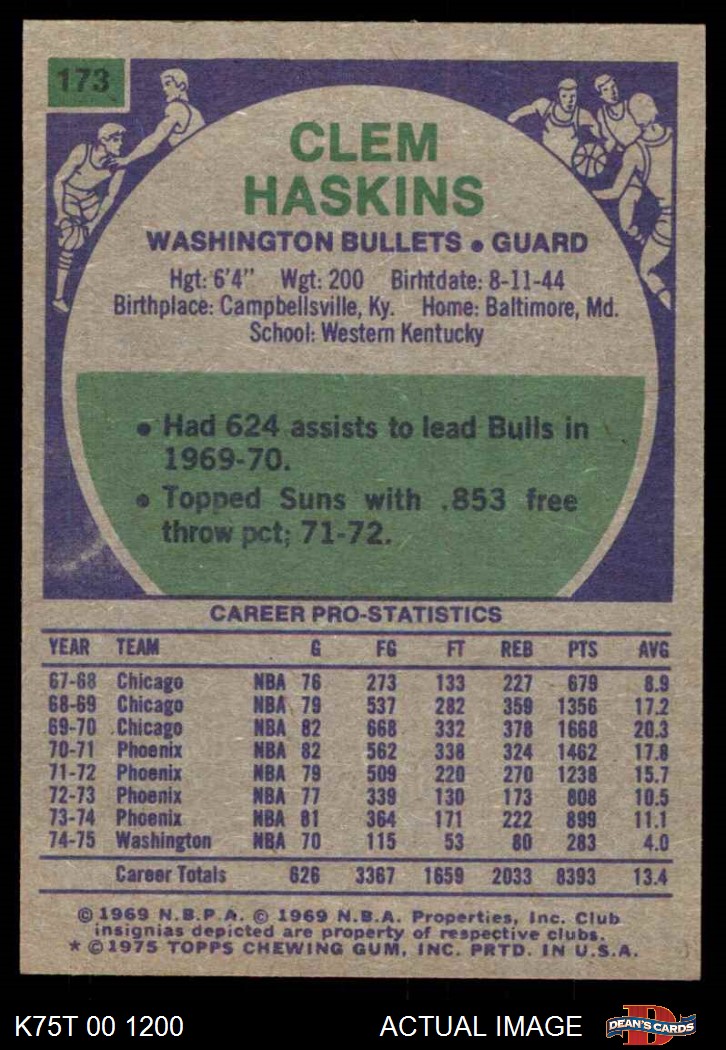 173
CLEM
HASKINS
WASHINGTON BULLETS • GUARD
Hgt: 6'4" Wgt: 200 Birhtdate: 8-11-44
Birthplace: Campbellsville, Ky. Home: Baltimore, Md.
School: Western Kentucky
• Had 624 assists to lead Bulls in
1969-70.
• Topped Suns with .853 free
throw pct; 71-72.
CAREER PRO-STATISTICS
YEAR TEAM G FG FT REB PTS AVG
67-68 Chicago NBA 76 273 133 227 679 8.9
68-69 Chicago NBA 79 537 282 359 1356 17.2
69-70 Chicago NBA 82 668 332 378 1668 20.3
70-71 Phoenix NBA 82 562 338 324 1462 17.8
71-72 Phoenix NBA 79 509 220 270 1238 15.7
72-73 Phoenix NBA 77 339 130 173 808 10.5
73-74 Phoenix NBA 81 364 171 222 899 11.1
74-75 Washington NBA 70 115 53 80 283 4.0
Career Totals 626 3367 1659 2033 8393 13.4
© 1969 N.B.P.A. © 1969 N.B.A. Properties, Inc. Club
insignias depicted are property of respective clubs.
* © 1975 TOPPS CHEWING GUM, INC. PRTD. IN U.S.A.
K75T 00 1200 ACTUAL IMAGE
D
DEAN'S CARDS